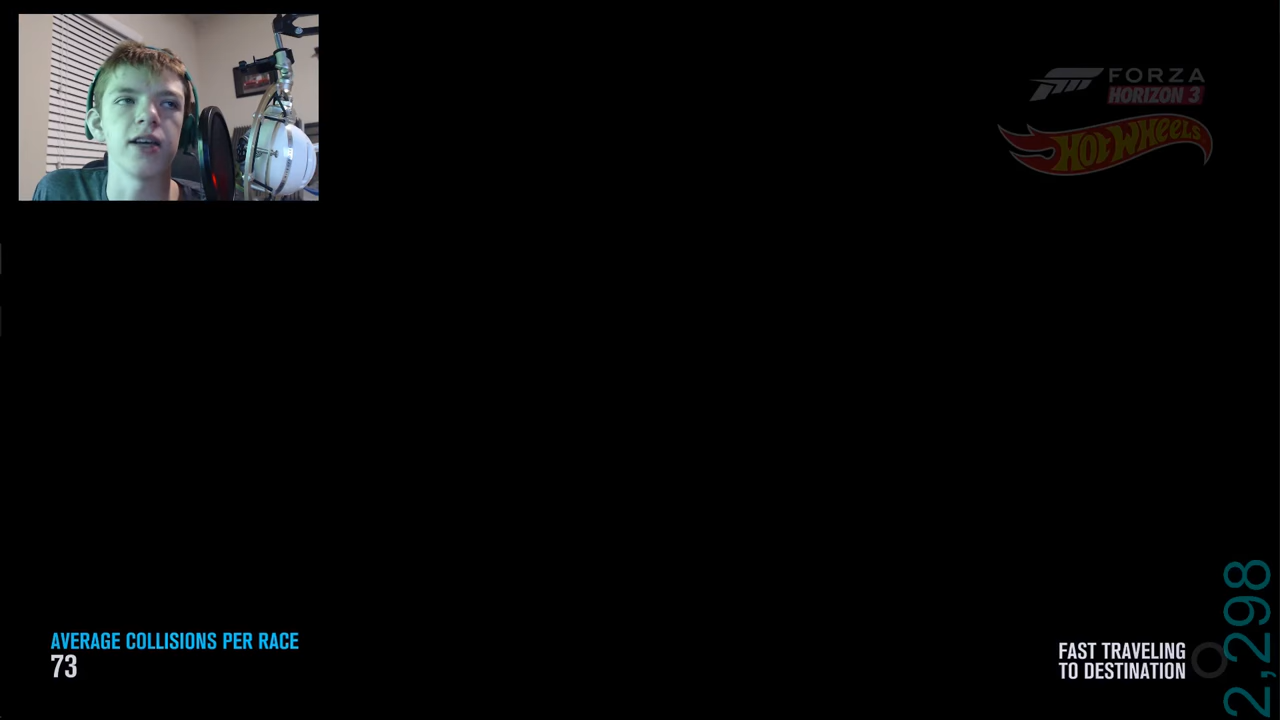 FORZA
HORIZON 3
HOT WHEELS
AVERAGE COLLISIONS PER RACE
73
FAST TRAVELING
TO DESTINATION
2,298